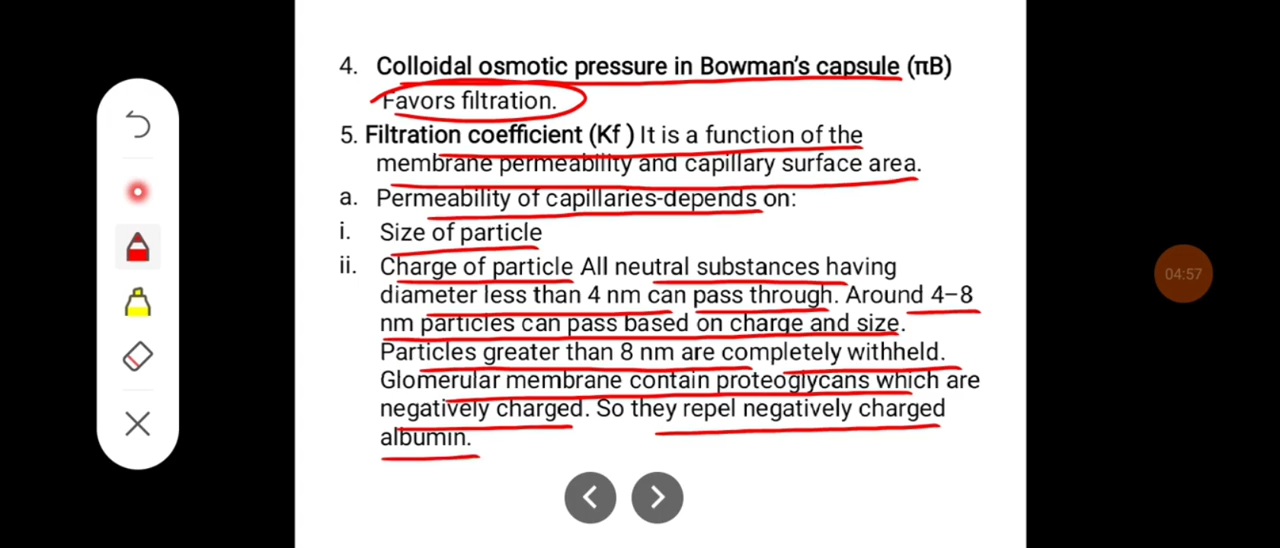 4. Colloidal osmotic pressure in Bowman's capsule (πB)
Favors filtration.
5. Filtration coefficient (Kf ) It is a function of the
membrane permeability and capillary surface area.
a. Permeability of capillaries-depends on:
i. Size of particle
ii. Charge of particle All neutral substances having
diameter less than 4 nm can pass through. Around 4–8
nm particles can pass based on charge and size.
Particles greater than 8 nm are completely withheld.
Glomerular membrane contain proteoglycans which are
negatively charged. So they repel negatively charged
albumin.
04:57